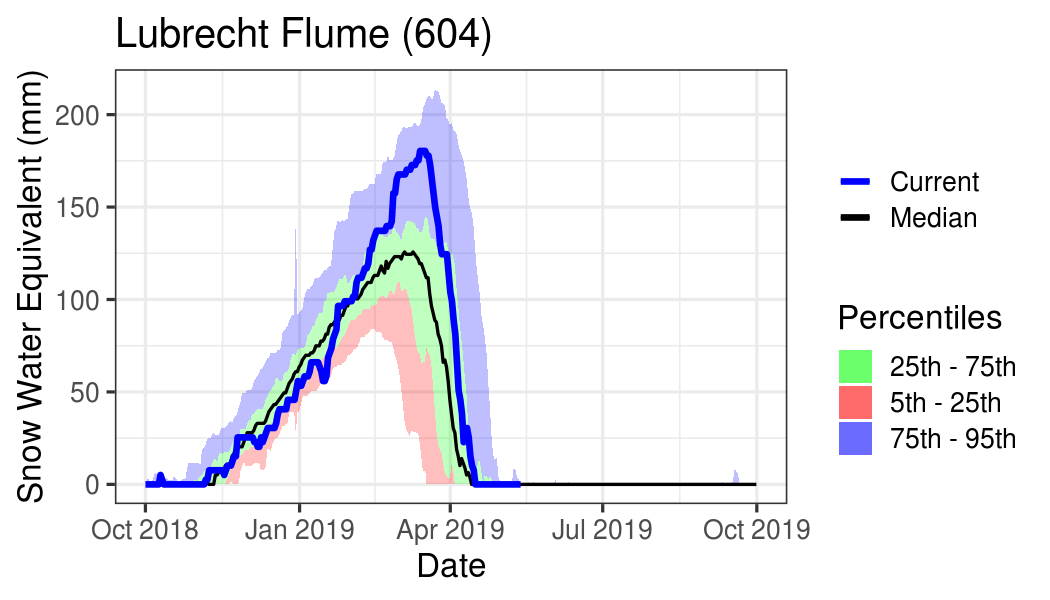 Lubrecht Flume (604)
Snow Water Equivalent (mm)
200
150
100
50
0
Oct 2018
Jan 2019
Apr 2019
Jul 2019
Oct 2019
Date
Current
Median
Percentiles
25th - 75th
5th - 25th
75th - 95th